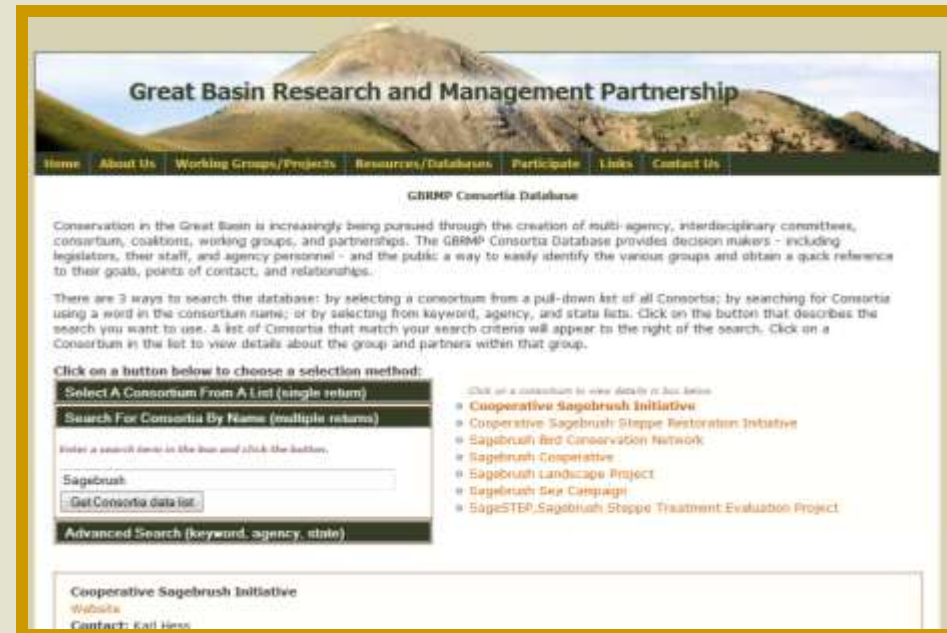 Great Basin Research and Management Partnership
Home About Us Working Groups/Projects Resources/Databases Participate Links Contact Us
GBRMP Consortia Database
Conservation in the Great Basin is increasingly being pursued through the creation of multi-agency, interdisciplinary committees,
consortium, coalitions, working groups, and partnerships. The GBRMP Consortia Database provides decision makers - including
legislators, their staff, and agency personnel - and the public a way to easily identify the various groups and obtain a quick reference
to their goals, points of contact, and relationships.
There are 3 ways to search the database: by selecting a consortium from a pull-down list of all Consortia; by searching for Consortia
using a word in the consortium name; or by selecting from keyword, agency, and state lists. Click on the button that describes the
search you want to use. A list of Consortia that match your search criteria will appear to the right of the search. Click on a
Consortium in the list to view details about the group and partners within that group.
Click on a button below to choose a selection method:
Select A Consortium From A List (single return)
Search For Consortia By Name (multiple returns)
Enter a search term in the box and click the button.
Sagebrush
Get Consortia data list
Advanced Search (keyword, agency, state)
Click on a consortium to view details in box below
Cooperative Sagebrush Initiative
Cooperative Sagebrush Steppe Restoration Initiative
Sagebrush Bird Conservation Network
Sagebrush Cooperative
Sagebrush Landscape Project
Sagebrush Sea Campaign
SageSTEP,Sagebrush Steppe Treatment Evaluation Project
Cooperative Sagebrush Initiative
Website
Contact: Karl Hess